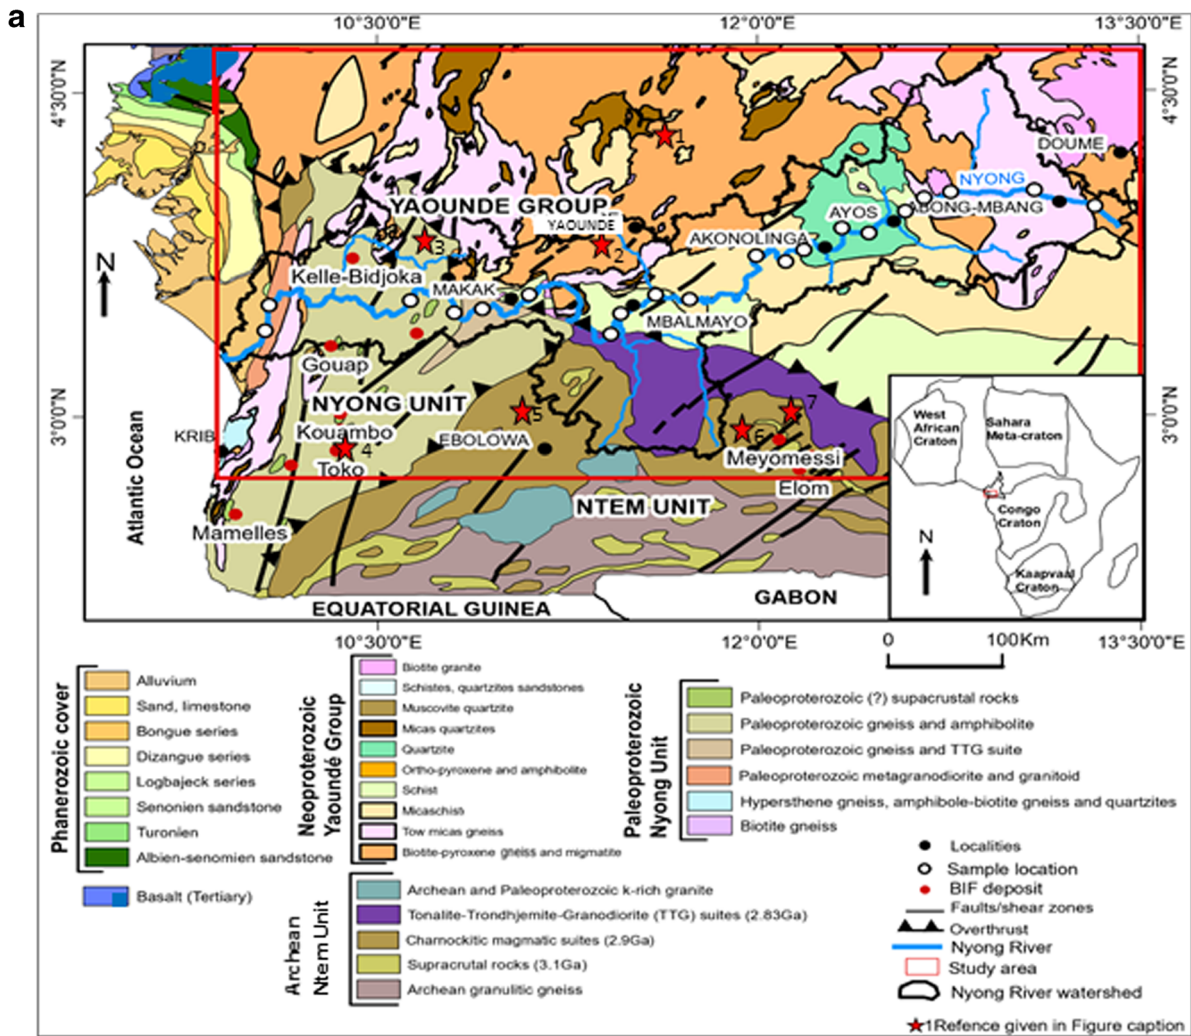 a
10°30'0"E 12°0'0"E 13°30'0"E
4°30'0"N
4°30'0"N
1
DOUME
NYONG
YAOUNDE GROUP
AYOS
ABONG-MBANG
YAOUNDE
3
2
AKONOLINGA
N
Kelle-Bidjoka
MAKAK
MBALMAYO
Gouap
NYONG UNIT
5
7
3°0'0"N
3°0'0"N
KRIB
Kouambo
EBOLOWA
6
4
Toko
Meyomessi
Elom
Atlantic Ocean
NTEM UNIT
Mamelles
EQUATORIAL GUINEA
GABON
West
African
Craton
Sahara
Meta-craton
Congo
Craton
N
Kaapvaal
Craton
10°30'0"E 12°0'0"E 13°30'0"E
0 100Km
Phanerozoic cover
Alluvium
Sand, limestone
Bongue series
Dizangue series
Logbajeck series
Senonien sandstone
Turonien
Albien-senomien sandstone
Basalt (Tertiary)
Neoproterozoic
Yaoundé Group
Biotite granite
Schistes, quartzites sandstones
Muscovite quartzite
Micas quartzites
Quartzite
Ortho-pyroxene and amphibolite
Schist
Micaschist
Tow micas gneiss
Biotite-pyroxene gneiss and migmatite
Archean
Ntem Unit
Archean and Paleoproterozoic k-rich granite
Tonalite-Trondhjemite-Granodiorite (TTG) suites (2.83Ga)
Charnockitic magmatic suites (2.9Ga)
Supracrutal rocks (3.1Ga)
Archean granulitic gneiss
Paleoproterozoic
Nyong Unit
Paleoproterozoic (?) supacrustal rocks
Paleoproterozoic gneiss and amphibolite
Paleoproterozoic gneiss and TTG suite
Paleoproterozoic metagranodiorite and granitoid
Hypersthene gneiss, amphibole-biotite gneiss and quartzites
Biotite gneiss
Localities
Sample location
BIF deposit
Faults/shear zones
Overthrust
Nyong River
Study area
Nyong River watershed
1Refence given in Figure caption